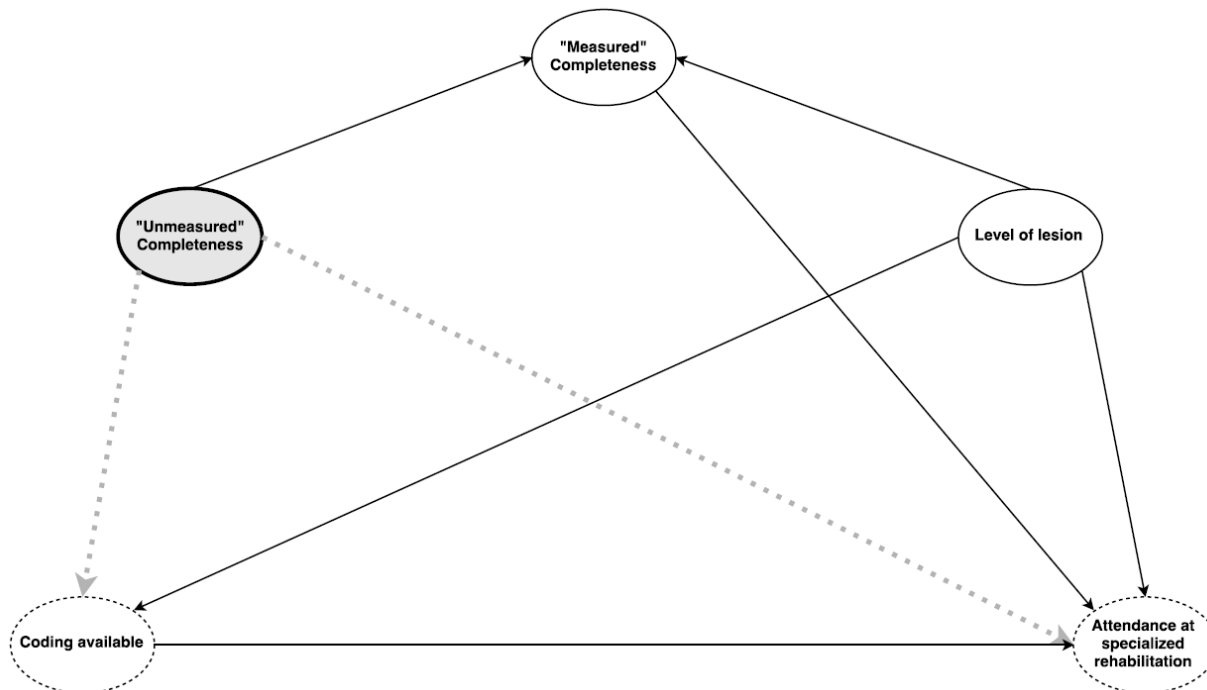 "Measured"
Completeness
"Unmeasured"
Completeness
Level of lesion
Coding available
Attendance at
specialized
rehabilitation